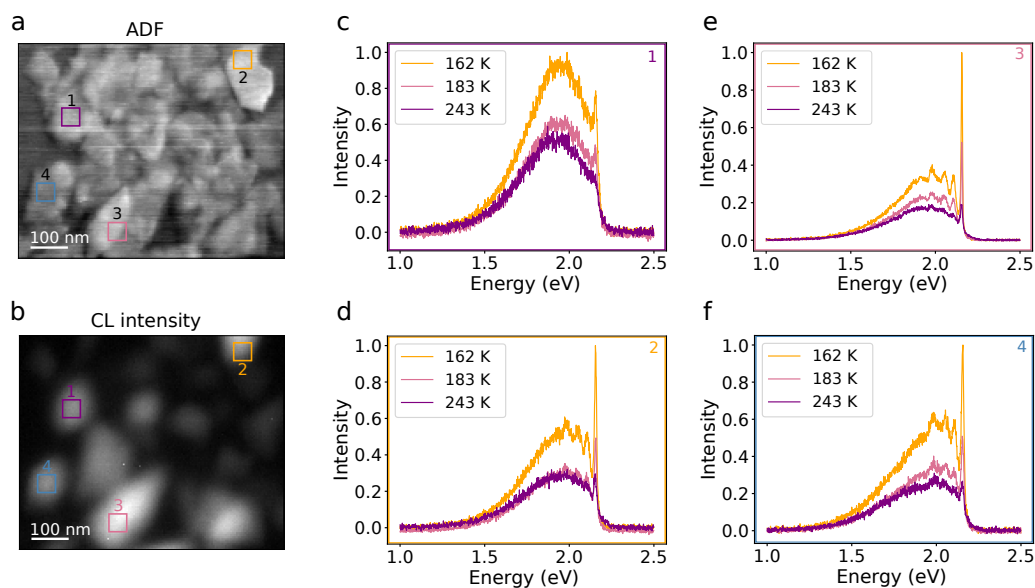 a
ADF
1
2
4
3
100 nm
b
CL intensity
2
1
4
3
100 nm
c
1
162 K
183 K
243 K
Intensity
1.0
0.8
0.6
0.4
0.2
0.0
1.0 1.5 2.0 2.5
Energy (eV)
d
2
162 K
183 K
243 K
Intensity
1.0
0.8
0.6
0.4
0.2
0.0
1.0 1.5 2.0 2.5
Energy (eV)
e
3
162 K
183 K
243 K
Intensity
1.0
0.8
0.6
0.4
0.2
0.0
1.0 1.5 2.0 2.5
Energy (eV)
f
4
162 K
183 K
243 K
Intensity
1.0
0.8
0.6
0.4
0.2
0.0
1.0 1.5 2.0 2.5
Energy (eV)